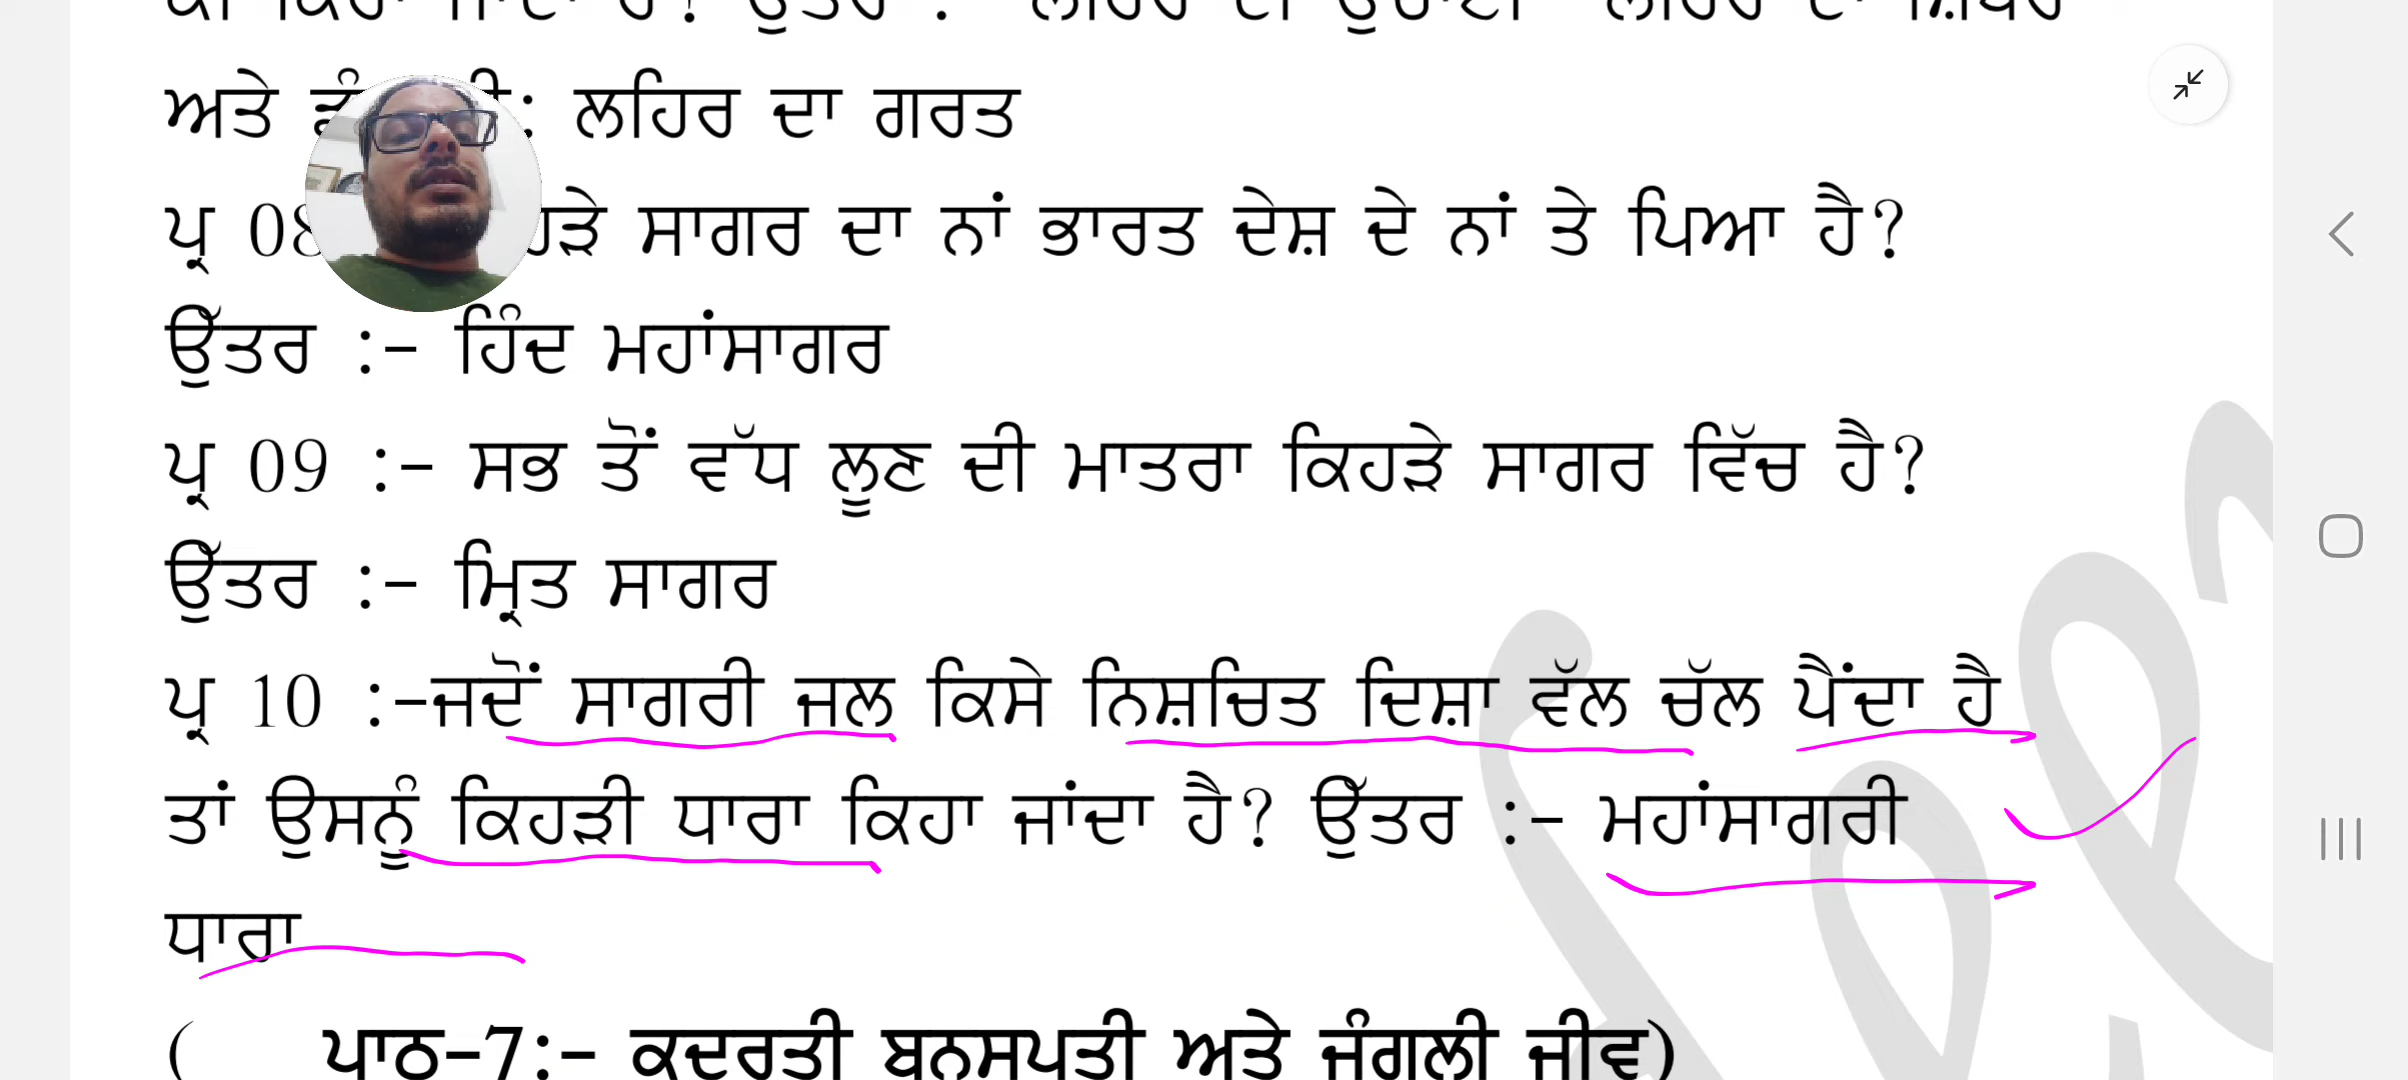 ਅਤੇ : ਲਹਿਰ ਦਾ ਗਰਤ
ਪ੍ਰ ਸਾਗਰ ਦਾ ਨਾਂ ਭਾਰਤ ਦੇਸ਼ ਦੇ ਨਾਂ ਤੇ ਪਿਆ ਹੈ?
ਉੱਤਰ :- ਹਿੰਦ ਮਹਾਂਸਾਗਰ
ਪ੍ਰ 09 :- ਸਭ ਤੋਂ ਵੱਧ ਲੂਣ ਦੀ ਮਾਤਰਾ ਕਿਹੜੇ ਸਾਗਰ ਵਿੱਚ ਹੈ?
ਉੱਤਰ :- ਮ੍ਰਿਤ ਸਾਗਰ
ਪ੍ਰ 10 :-ਜਦੋਂ ਸਾਗਰੀ ਜਲ ਕਿਸੇ ਨਿਸ਼ਚਿਤ ਦਿਸ਼ਾ ਵੱਲ ਚੱਲ ਪੈਂਦਾ ਹੈ
ਤਾਂ ਉਸਨੂੰ ਕਿਹੜੀ ਧਾਰਾ ਕਿਹਾ ਜਾਂਦਾ ਹੈ? ਉੱਤਰ :- ਮਹਾਂਸਾਗਰੀ
ਧਾਰਾ
( ਪਾਠ-7:- ਕਦਰਤੀ ਬਨਸਪਤੀ ਅਤੇ ਜੰਗਲੀ ਜੀਵ)